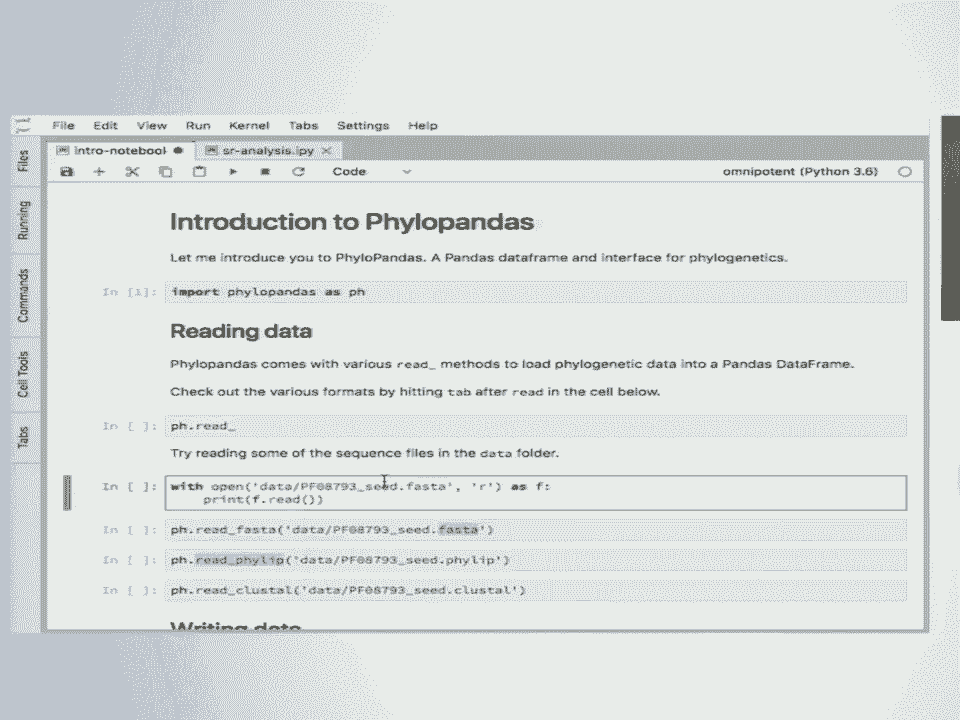 File Edit View Run Kernel Tabs Settings Help
intro-notebook sr-analysis.ipy
Code omnipotent (Python 3.6)
Files
Running
Commands
Cell Tools
Tabs
Introduction to Phylopandas
Let me introduce you to PhyloPandas. A Pandas dataframe and interface for phylogenetics.
In [1]: import phylopandas as ph
Reading data
Phylopandas comes with various read_ methods to load phylogenetic data into a Pandas DataFrame.
Check out the various formats by hitting tab after read in the cell below.
In [ ]: ph.read_
Try reading some of the sequence files in the data folder.
In [ ]: with open('data/PF08793_seed.fasta', 'r') as f:
print(f.read())
In [ ]: ph.read_fasta('data/PF08793_seed.fasta')
In [ ]: ph.read_phylip('data/PF08793_seed.phylip')
In [ ]: ph.read_clustal('data/PF08793_seed.clustal')
Writing data